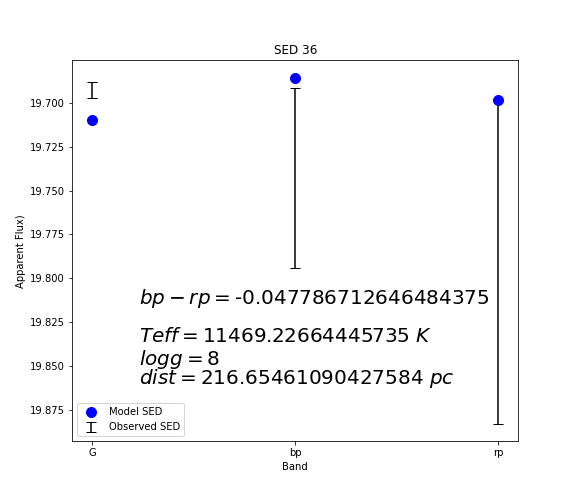 SED 36
Apparent Flux)
19.700
19.725
19.750
19.775
19.800
19.825
19.850
19.875
bp − rp = -0.047786712646484375
Teff = 11469.22664445735 K
logg = 8
dist = 216.65461090427584 pc
Model SED
Observed SED
G bp rp
Band